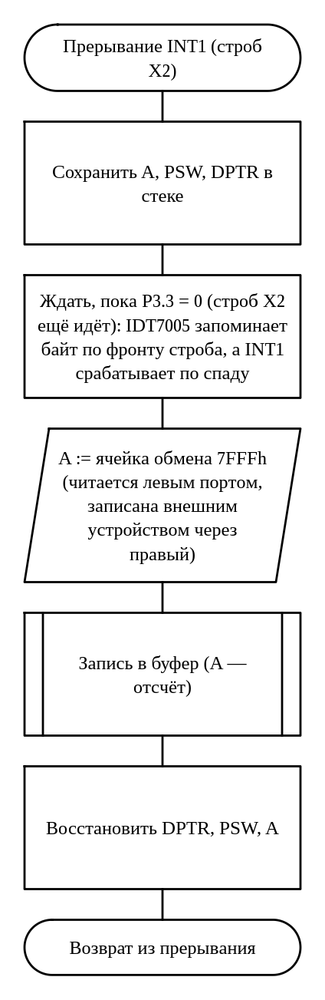 Прерывание INT1 (строб
X2)
Сохранить A, PSW, DPTR в
стеке
Ждать, пока P3.3 = 0 (строб X2
ещё идёт): IDT7005 запоминает
байт по фронту строба, а INT1
срабатывает по спаду
A := ячейка обмена 7FFFh
(читается левым портом,
записана внешним
устройством через
правый)
Запись в буфер (A —
отсчёт)
Восстановить DPTR, PSW, A
Возврат из прерывания